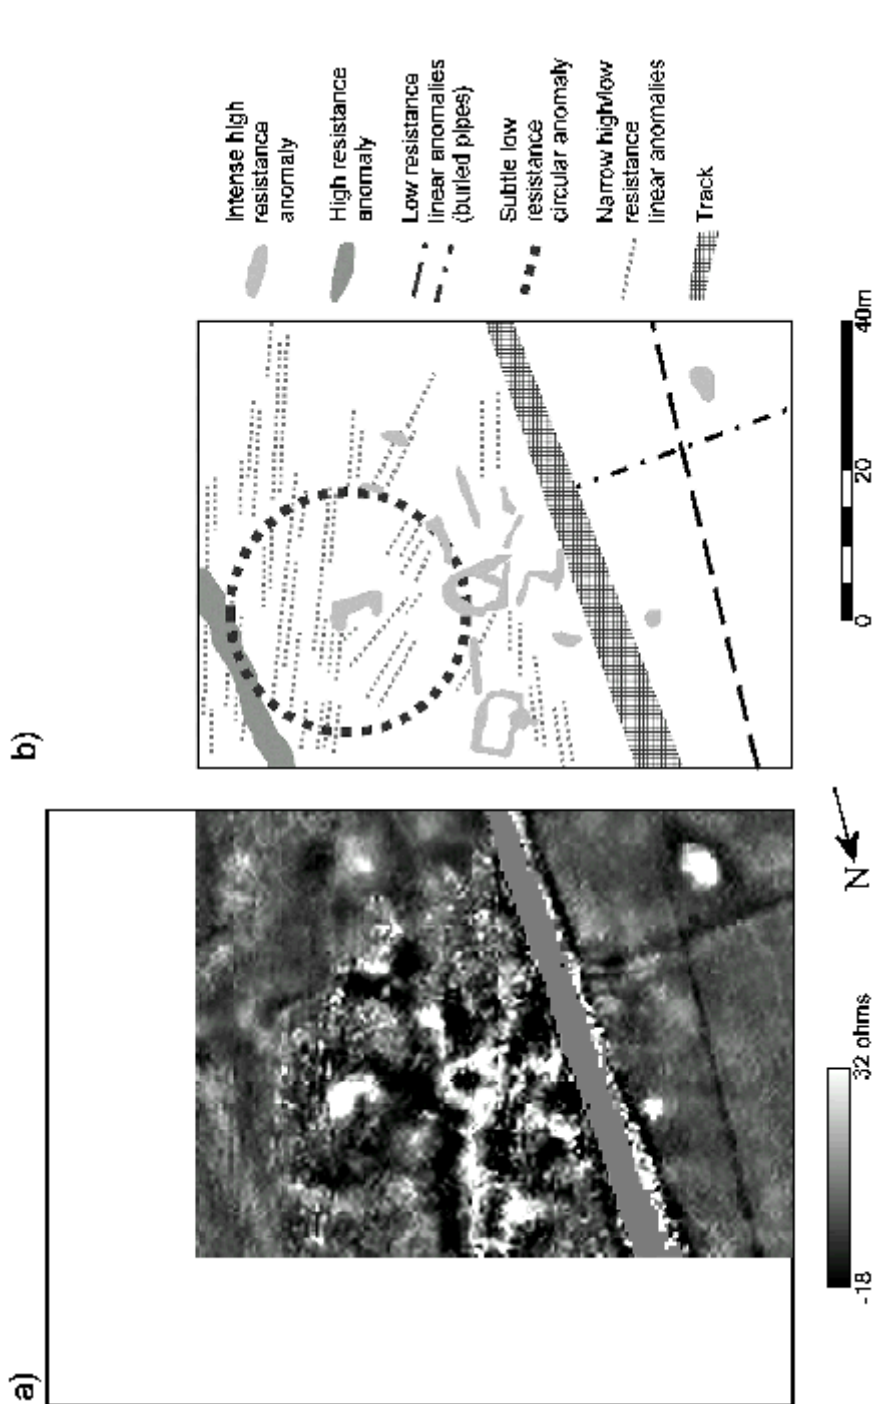 a)
-18
32 ohms
N
b)
0
20
40m
Intense high
resistance
anomaly
High resistance
anomaly
Low resistance
linear anomalies
(buried pipes)
Subtle low
resistance
circular anomaly
Narrow high/low
resistance
linear anomalies
Track